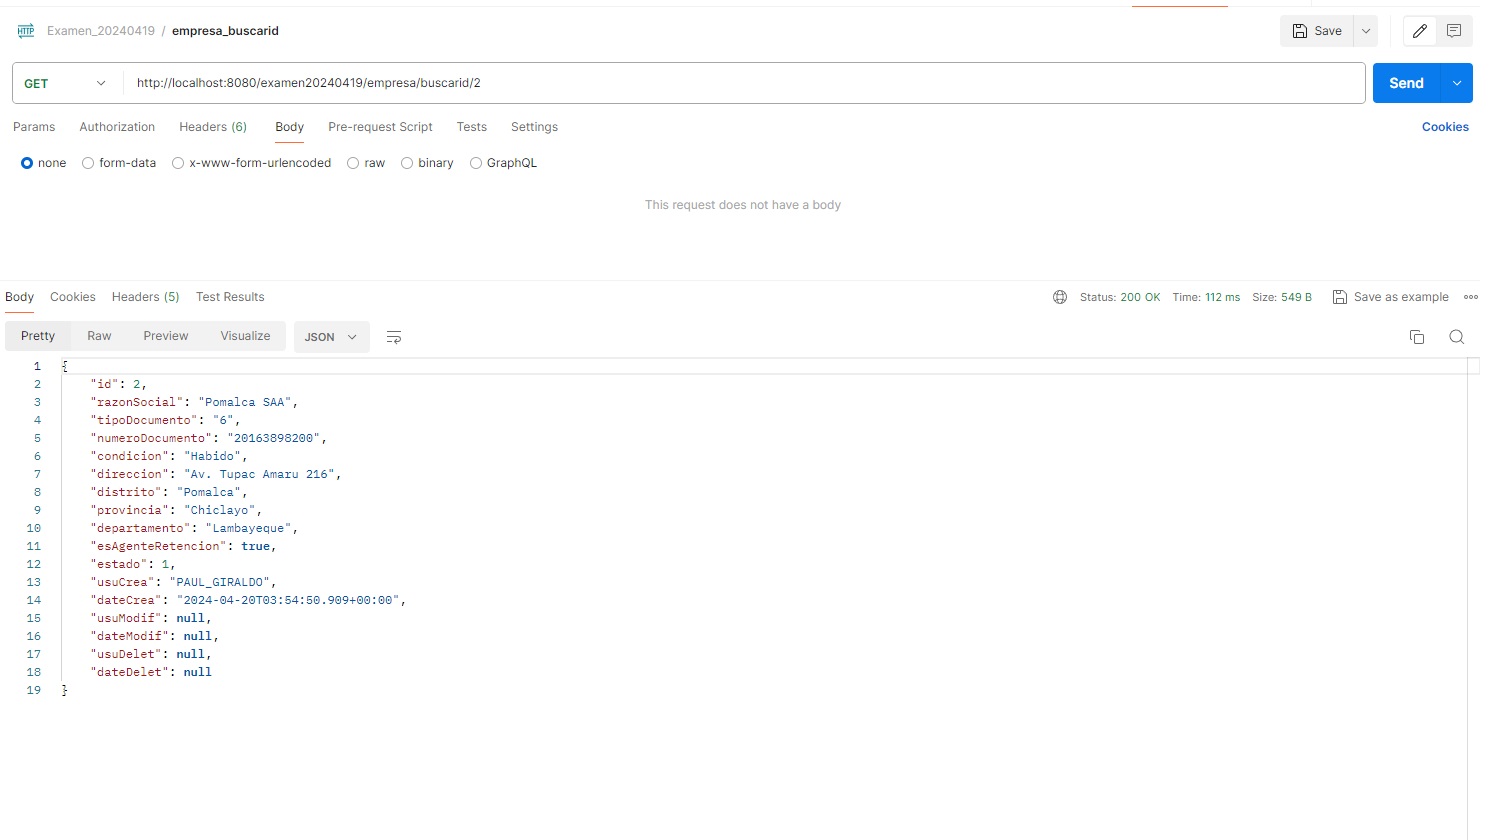 HTTP Examen_20240419 / empresa_buscarid Save
GET http://localhost:8080/examen20240419/empresa/buscarid/2 Send
Params Authorization Headers (6) Body Pre-request Script Tests Settings Cookies
none form-data x-www-form-urlencoded raw binary GraphQL
This request does not have a body
Body Cookies Headers (5) Test Results Status: 200 OK Time: 112 ms Size: 549 B Save as example
Pretty Raw Preview Visualize JSON
1 {
2 "id": 2,
3 "razonSocial": "Pomalca SAA",
4 "tipoDocumento": "6",
5 "numeroDocumento": "20163898200",
6 "condicion": "Habido",
7 "direccion": "Av. Tupac Amaru 216",
8 "distrito": "Pomalca",
9 "provincia": "Chiclayo",
10 "departamento": "Lambayeque",
11 "esAgenteRetencion": true,
12 "estado": 1,
13 "usuCrea": "PAUL_GIRALDO",
14 "dateCrea": "2024-04-20T03:54:50.909+00:00",
15 "usuModif": null,
16 "dateModif": null,
17 "usuDelet": null,
18 "dateDelet": null
19 }